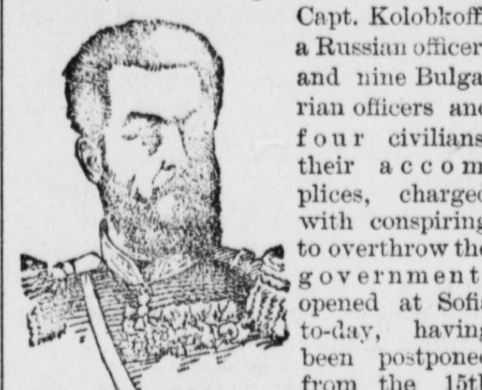 Capt. Kolobkoff
a Russian officer
and nine Bulga
rian officers and
four civilians
their accom
plices, charged
with conspiring
to overthrow the
government
opened at Sofia
to-day, having
been postponed
from the 15th